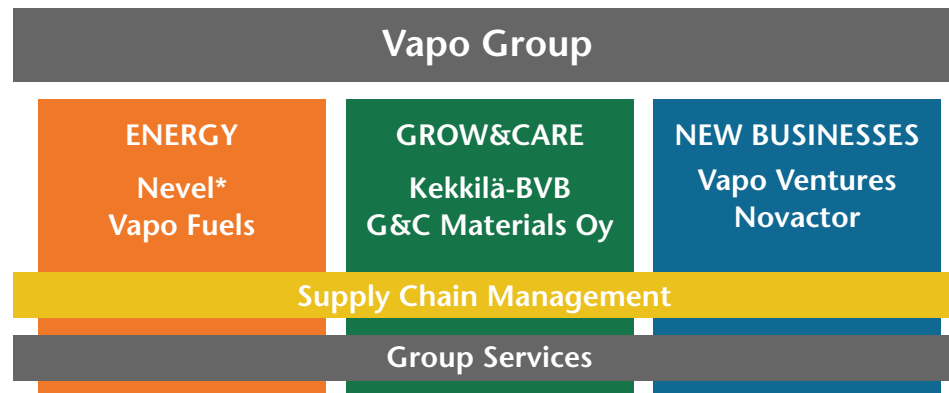 Vapo Group
ENERGY
Nevel*
Vapo Fuels
GROW&CARE
Kekkilä-BVB
G&C Materials Oy
NEW BUSINESSES
Vapo Ventures
Novactor
Supply Chain Management
Group Services